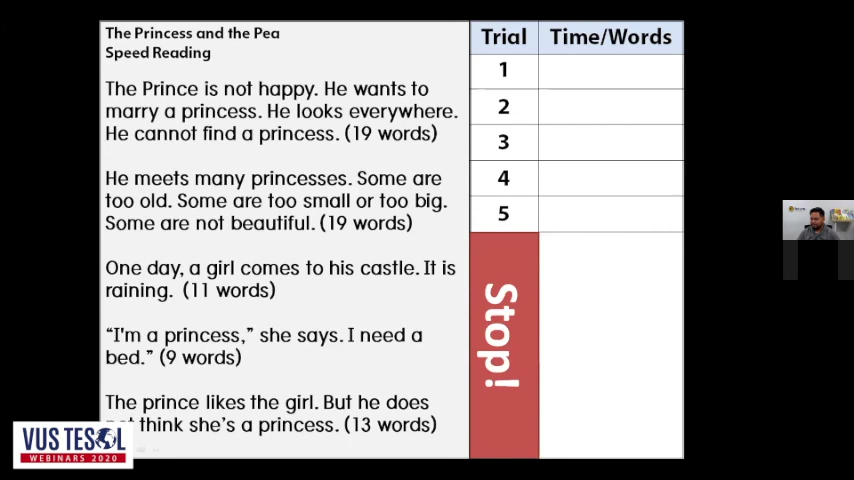 The Princess and the Pea
Speed Reading
The Prince is not happy. He wants to
marry a princess. He looks everywhere.
He cannot find a princess. (19 words)
He meets many princesses. Some are
too old. Some are too small or too big.
Some are not beautiful. (19 words)
One day, a girl comes to his castle. It is
raining. (11 words)
“I'm a princess,” she says. I need a
bed.” (9 words)
The prince likes the girl. But he does
think she’s a princess. (13 words)
Trial Time/Words
1
2
3
4
5
Stop!
VUS TESOL
WEBINARS 2020